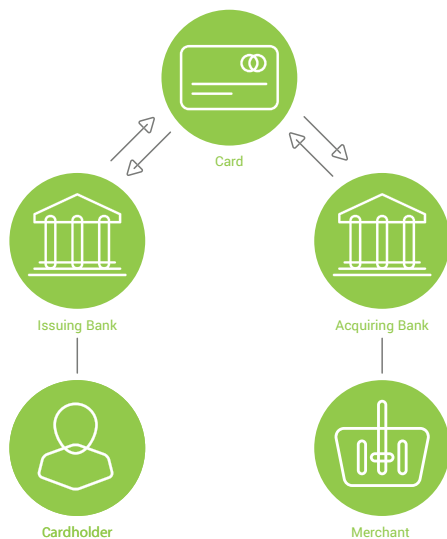 Card
Issuing Bank
Acquiring Bank
Cardholder
Merchant